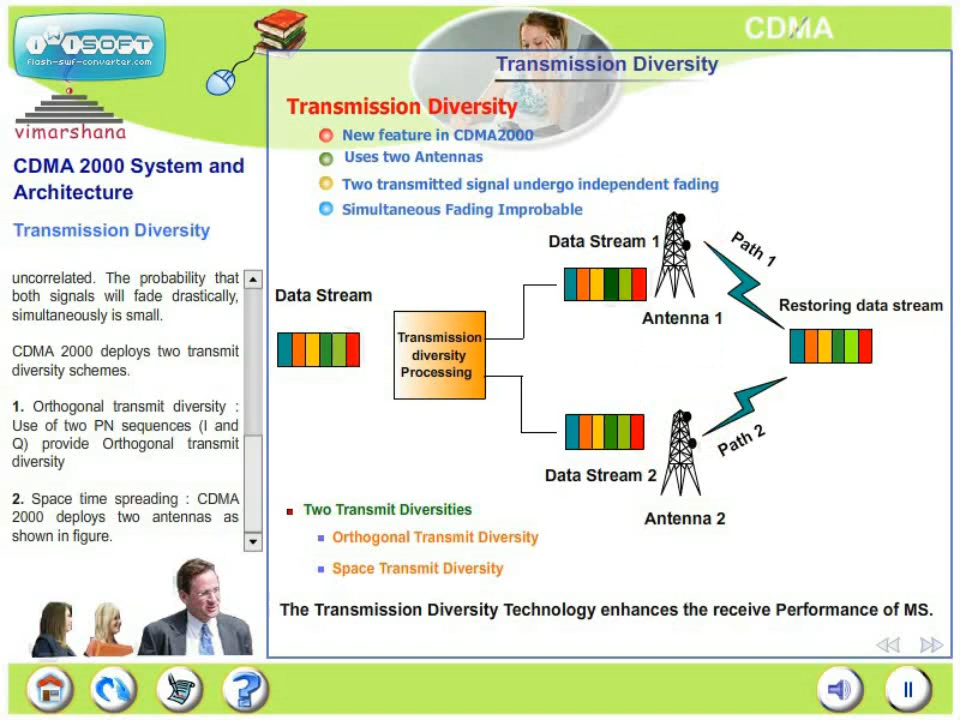 iWiSOFT
flash-swf-converter.com
CDMA
vimarshana
CDMA 2000 System and
Architecture
Transmission Diversity
uncorrelated. The probability that
both signals will fade drastically,
simultaneously is small.
CDMA 2000 deploys two transmit
diversity schemes.
1. Orthogonal transmit diversity :
Use of two PN sequences (I and
Q) provide Orthogonal transmit
diversity
2. Space time spreading : CDMA
2000 deploys two antennas as
shown in figure.
Transmission Diversity
Transmission Diversity
New feature in CDMA2000
Uses two Antennas
Two transmitted signal undergo independent fading
Simultaneous Fading Improbable
Data Stream 1
Path 1
Data Stream
Antenna 1
Restoring data stream
Transmission
diversity
Processing
Path 2
Data Stream 2
Antenna 2
Two Transmit Diversities
Orthogonal Transmit Diversity
Space Transmit Diversity
The Transmission Diversity Technology enhances the receive Performance of MS.